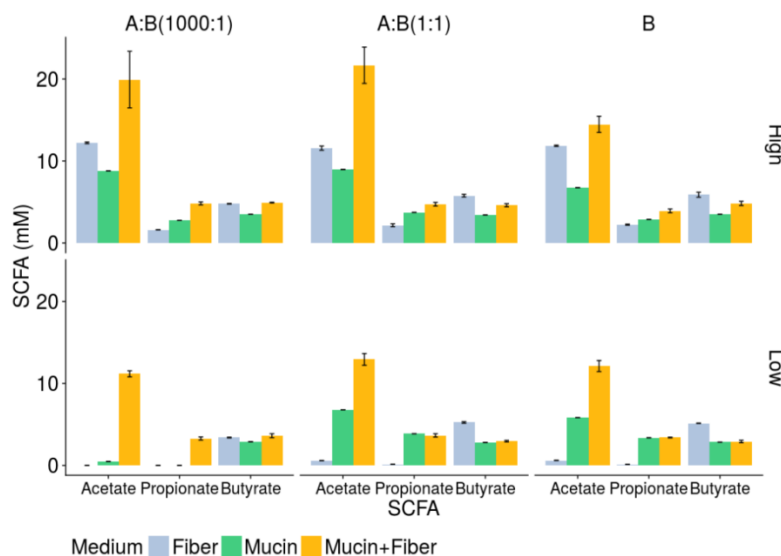 A:B(1000:1) A:B(1:1) B
20
10
0
High
20
10
0
Low
SCFA (mM)
Acetate Propionate Butyrate Acetate Propionate Butyrate Acetate Propionate Butyrate
SCFA
Medium Fiber Mucin Mucin+Fiber